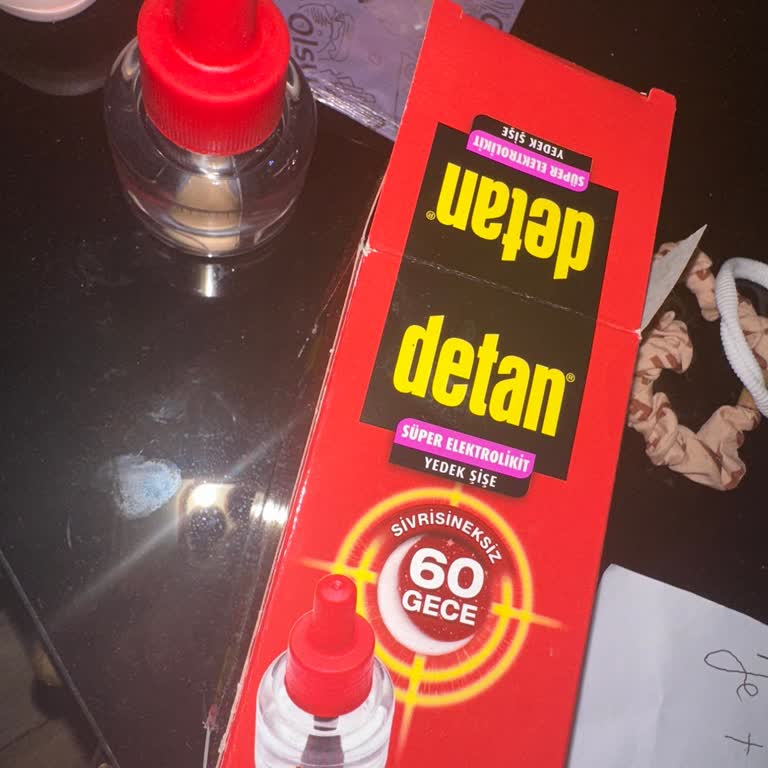 YEDEK ŞİŞE
SÜPER ELEKTROLİKİT
detan®
detan®
SÜPER ELEKTROLİKİT
YEDEK ŞİŞE
SİVRİSİNEKSİZ
60
GECE